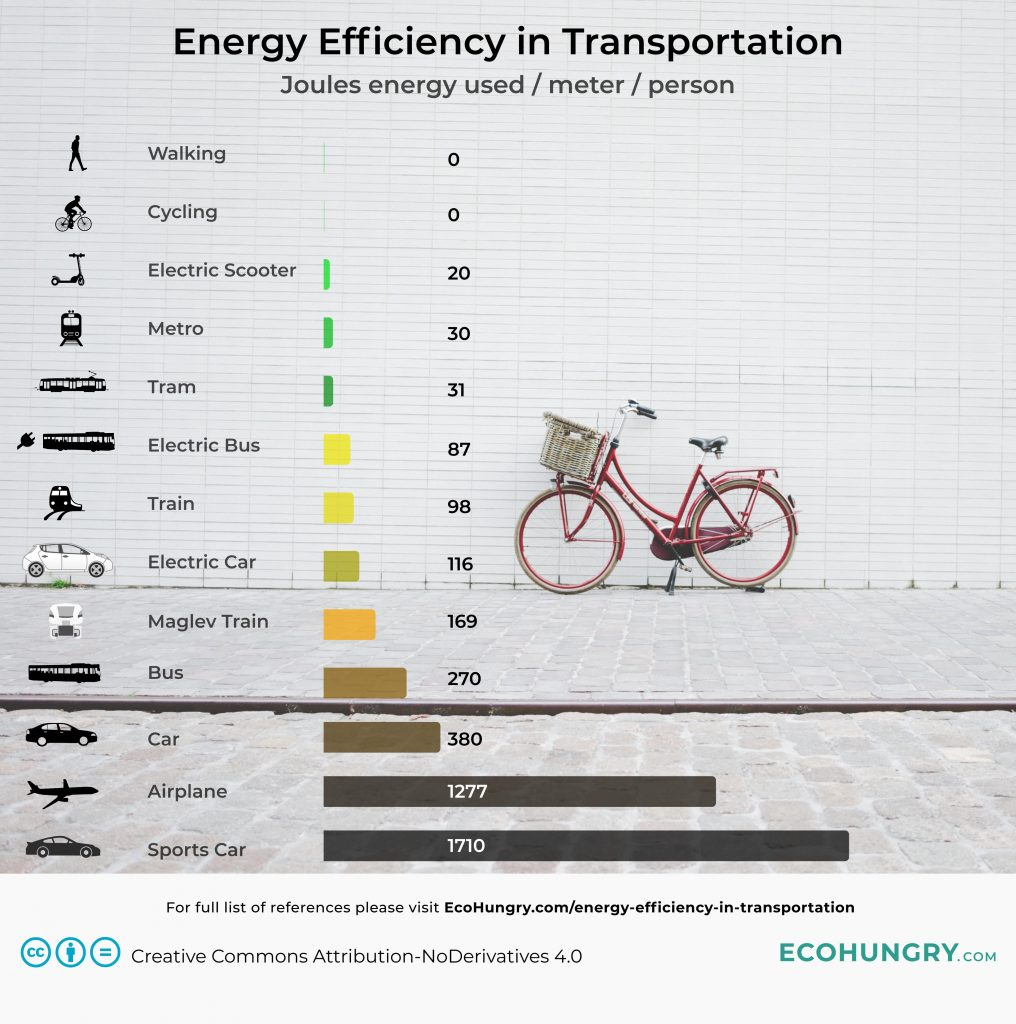 Energy Efficiency in Transportation
Joules energy used / meter / person
Walking 0
Cycling 0
Electric Scooter 20
Metro 30
Tram 31
Electric Bus 87
Train 98
Electric Car 116
Maglev Train 169
Bus 270
Car 380
Airplane 1277
Sports Car 1710
For full list of references please visit EcoHungry.com/energy-efficiency-in-transportation
cc Creative Commons Attribution-NoDerivatives 4.0
ECOHUNGRY.COM